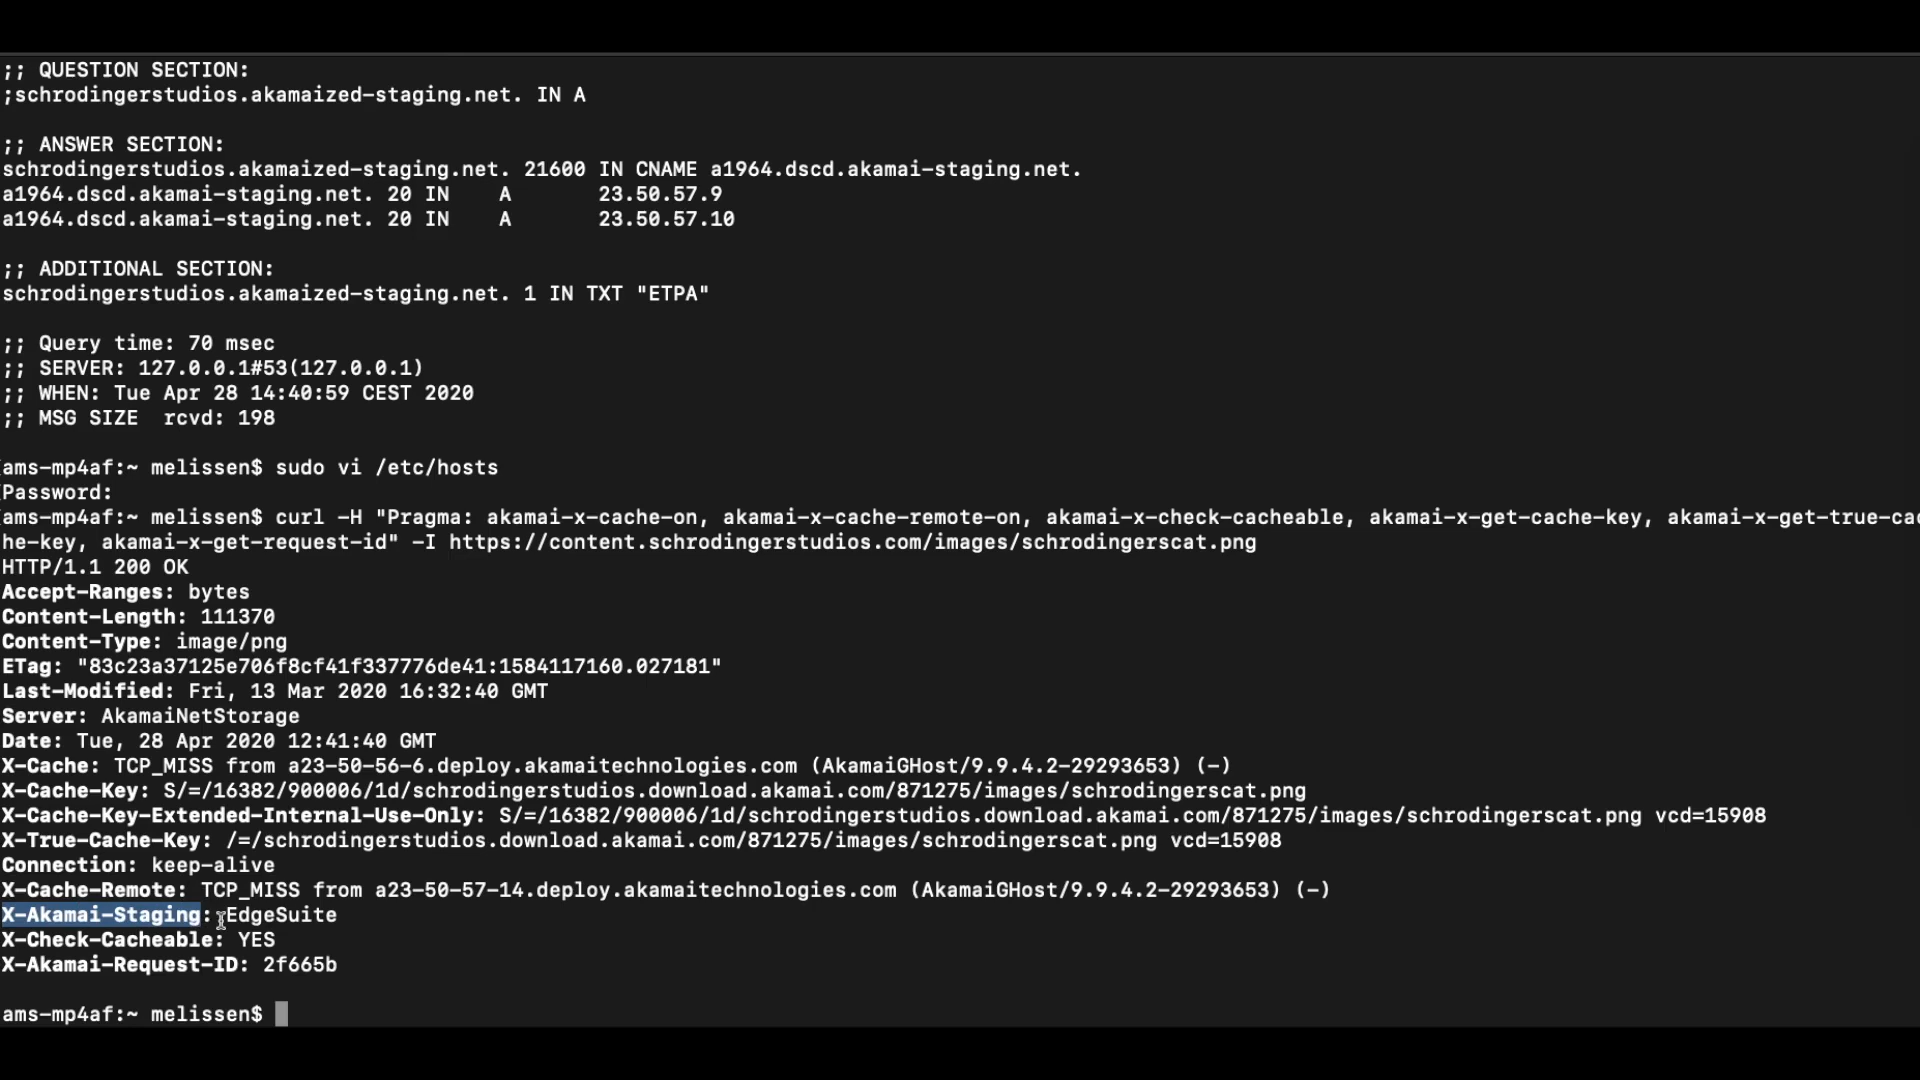 ;; QUESTION SECTION:
;schrodingerstudios.akamaized-staging.net. IN A
;; ANSWER SECTION:
schrodingerstudios.akamaized-staging.net. 21600 IN CNAME a1964.dscd.akamai-staging.net.
a1964.dscd.akamai-staging.net. 20 IN    A       23.50.57.9
a1964.dscd.akamai-staging.net. 20 IN    A       23.50.57.10
;; ADDITIONAL SECTION:
schrodingerstudios.akamaized-staging.net. 1 IN TXT "ETPA"
;; Query time: 70 msec
;; SERVER: 127.0.0.1#53(127.0.0.1)
;; WHEN: Tue Apr 28 14:40:59 CEST 2020
;; MSG SIZE  rcvd: 198
ams-mp4af:~ melissen$ sudo vi /etc/hosts
Password:
ams-mp4af:~ melissen$ curl -H "Pragma: akamai-x-cache-on, akamai-x-cache-remote-on, akamai-x-check-cacheable, akamai-x-get-cache-key, akamai-x-get-true-cac
he-key, akamai-x-get-request-id" -I https://content.schrodingerstudios.com/images/schrodingerscat.png
HTTP/1.1 200 OK
Accept-Ranges: bytes
Content-Length: 111370
Content-Type: image/png
ETag: "83c23a37125e706f8cf41f337776de41:1584117160.027181"
Last-Modified: Fri, 13 Mar 2020 16:32:40 GMT
Server: AkamaiNetStorage
Date: Tue, 28 Apr 2020 12:41:40 GMT
X-Cache: TCP_MISS from a23-50-56-6.deploy.akamaitechnologies.com (AkamaiGHost/9.9.4.2-29293653) (-)
X-Cache-Key: S/=/16382/900006/1d/schrodingerstudios.download.akamai.com/871275/images/schrodingerscat.png
X-Cache-Key-Extended-Internal-Use-Only: S/=/16382/900006/1d/schrodingerstudios.download.akamai.com/871275/images/schrodingerscat.png vcd=15908
X-True-Cache-Key: /=/schrodingerstudios.download.akamai.com/871275/images/schrodingerscat.png vcd=15908
Connection: keep-alive
X-Cache-Remote: TCP_MISS from a23-50-57-14.deploy.akamaitechnologies.com (AkamaiGHost/9.9.4.2-29293653) (-)
X-Akamai-Staging: EdgeSuite
X-Check-Cacheable: YES
X-Akamai-Request-ID: 2f665b
ams-mp4af:~ melissen$